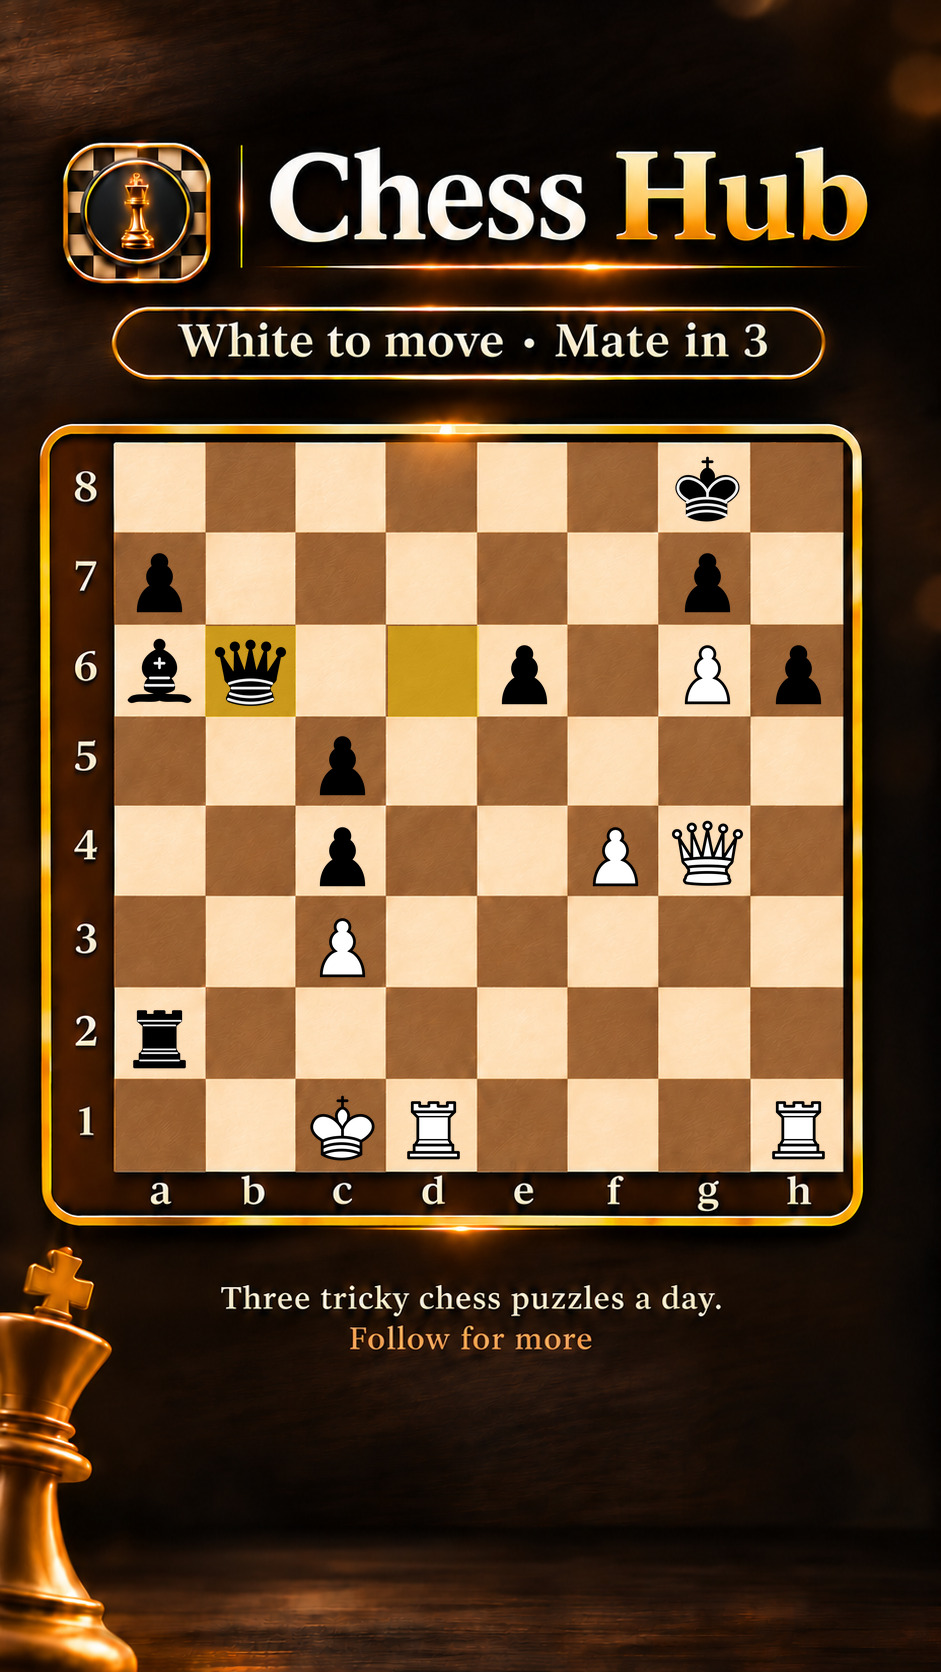 Chess Hub
White to move • Mate in 3
8
7
6
5
4
3
2
1
a b c d e f g h
Three tricky chess puzzles a day.
Follow for more